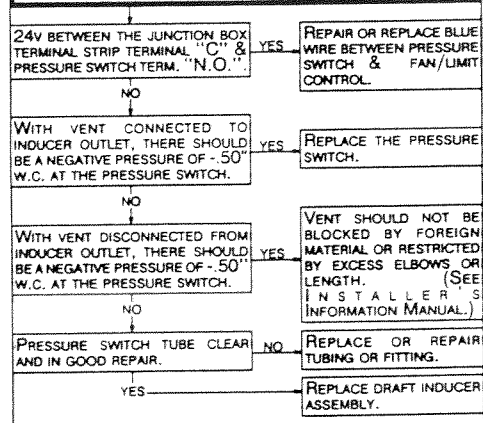 24V BETWEEN THE JUNCTION BOX
TERMINAL STRIP TERMINAL "C" &
PRESSURE SWITCH TERM. "N.O.".
YES
REPAIR OR REPLACE BLUE
WIRE BETWEEN PRESSURE
SWITCH & FAN/LIMIT
CONTROL.
NO
WITH VENT CONNECTED TO
INDUCER OUTLET, THERE SHOULD
BE A NEGATIVE PRESSURE OF -.50"
W.C. AT THE PRESSURE SWITCH.
YES
REPLACE THE PRESSURE
SWITCH.
NO
WITH VENT DISCONNECTED FROM
INDUCER OUTLET, THERE SHOULD
BE A NEGATIVE PRESSURE OF -.50"
W.C. AT THE PRESSURE SWITCH.
YES
VENT SHOULD NOT BE
BLOCKED BY FOREIGN
MATERIAL OR RESTRICTED
BY EXCESS ELBOWS OR
LENGTH. (SEE
INSTALLER'S
INFORMATION MANUAL.)
NO
PRESSURE SWITCH TUBE CLEAR
AND IN GOOD REPAIR.
NO
REPLACE OR REPAIR
TUBING OR FITTING.
YES
REPLACE DRAFT INDUCER
ASSEMBLY.